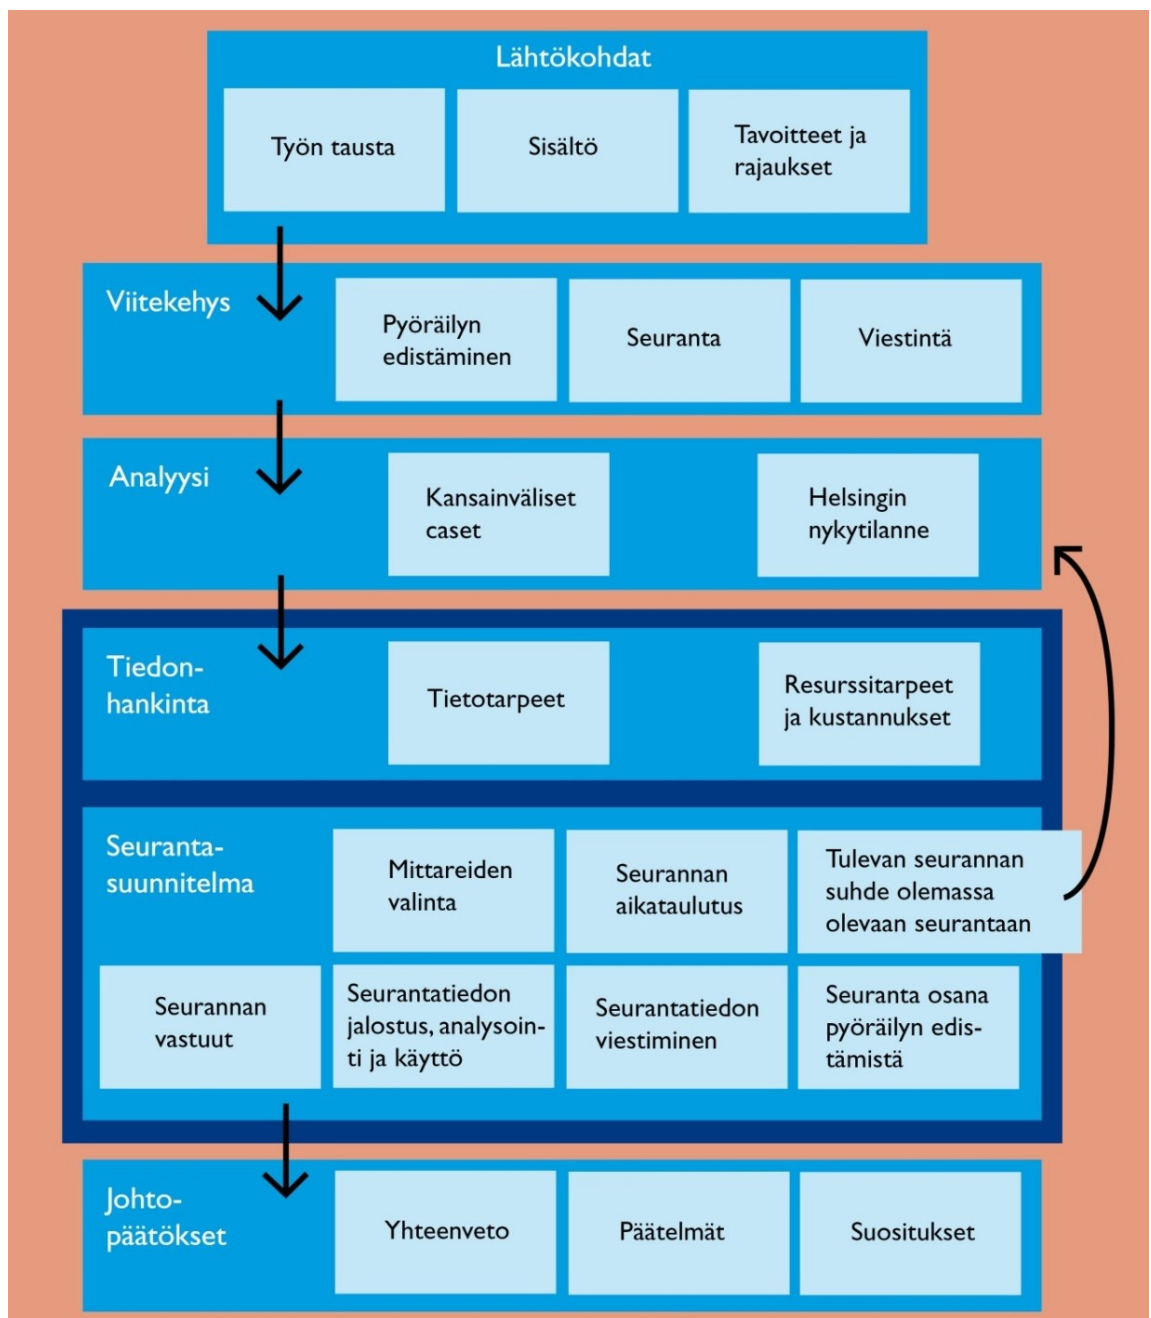 Lähtökohdat
Työn tausta
Sisältö
Tavoitteet ja
rajaukset
Viitekehys
Pyöräilyn
edistäminen
Seuranta
Viestintä
Analyysi
Kansainväliset
caset
Helsingin
nykytilanne
Tiedon-
hankinta
Tietotarpeet
Resurssitarpeet
ja kustannukset
Seuranta-
suunnitelma
Mittareiden
valinta
Seurannan
aikataulutus
Tulevan seurannan
suhde olemassa
olevaan seurantaan
Seurannan
vastuut
Seurantatiedon
jalostus, analysoin-
ti ja käyttö
Seurantatiedon
viestiminen
Seuranta osana
pyöräilyn edis-
tämistä
Johto-
päätökset
Yhteenveto
Päätelmät
Suositukset